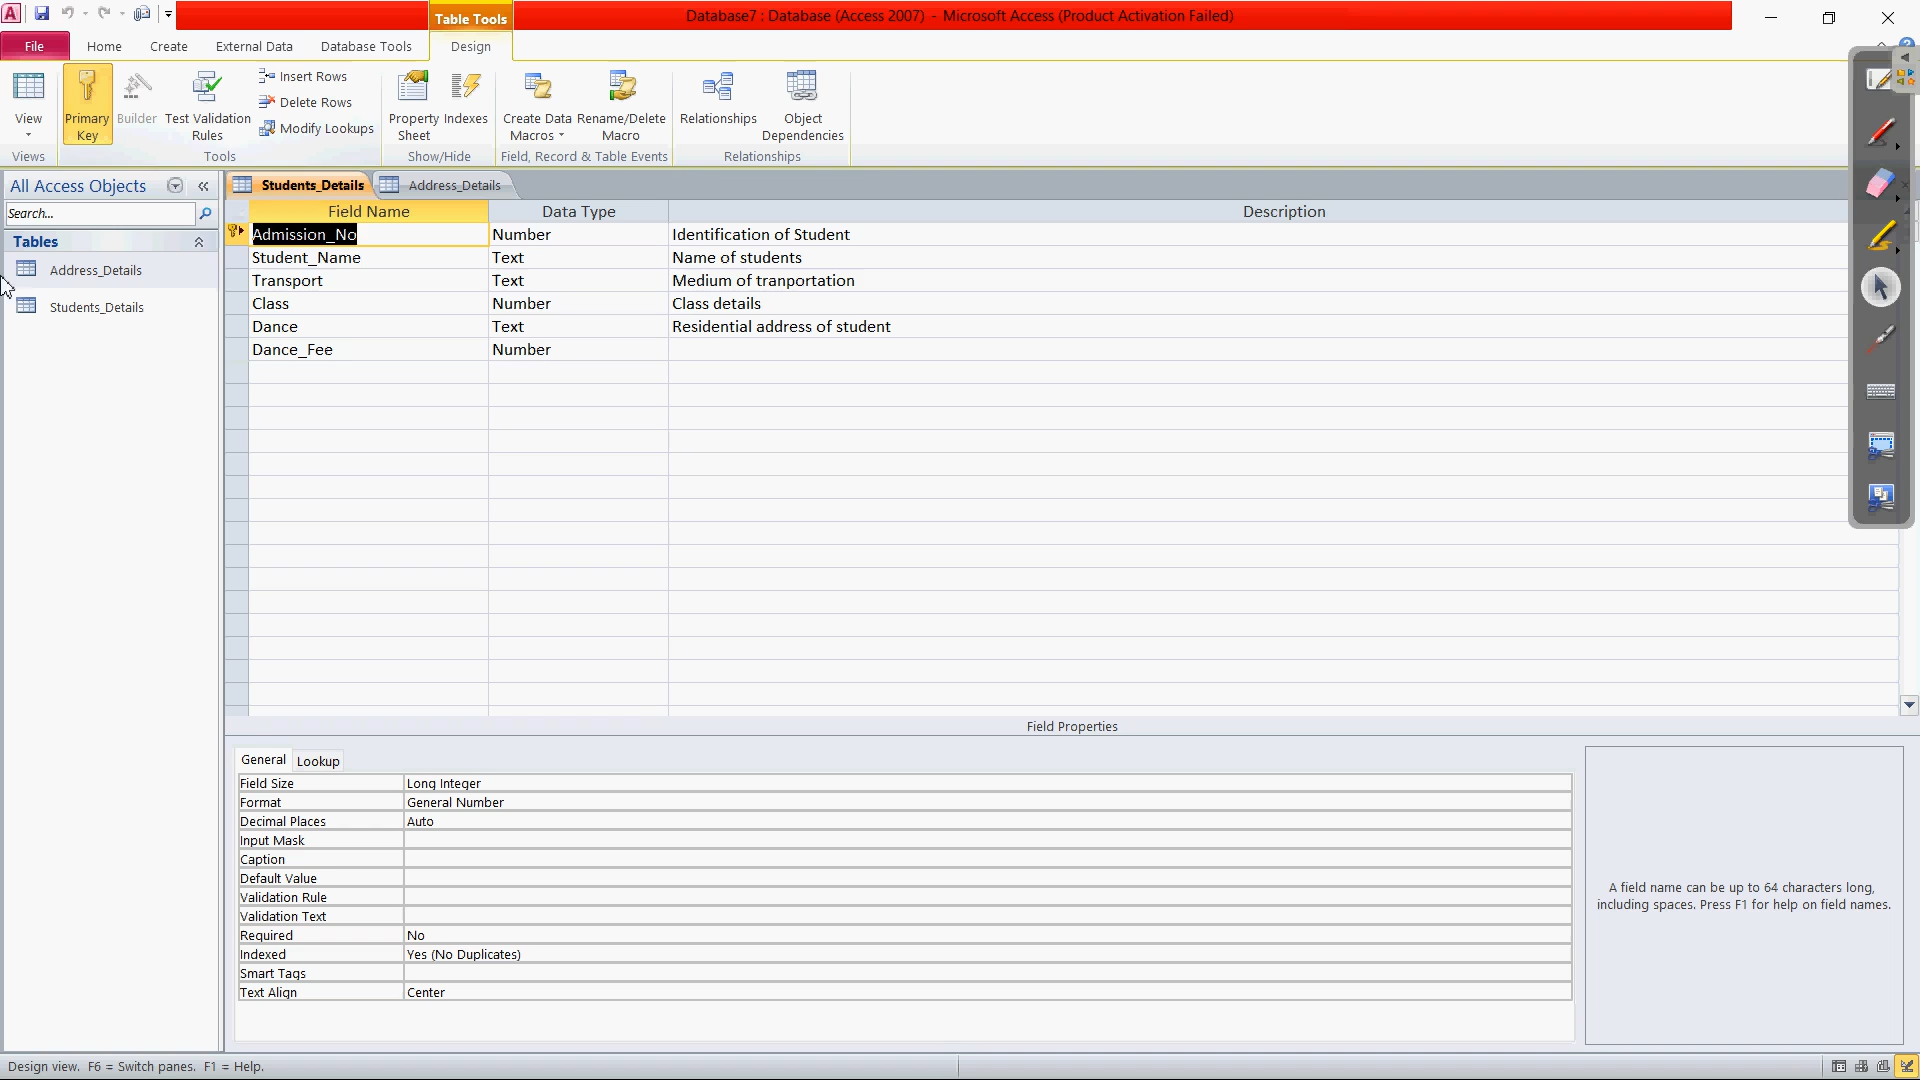 Table Tools
Database7 : Database (Access 2007) - Microsoft Access (Product Activation Failed)
File Home Create External Data Database Tools Design
View
Primary Key
Builder
Test Validation Rules
Insert Rows
Delete Rows
Modify Lookups
Property Sheet
Indexes
Create Data Macros
Rename/Delete Macro
Relationships
Object Dependencies
Views Tools Show/Hide Field, Record & Table Events Relationships
All Access Objects
Search...
Tables
Address_Details
Students_Details
Students_Details Address_Details
Field Name Data Type Description
Admission_No Number Identification of Student
Student_Name Text Name of students
Transport Text Medium of tranportation
Class Number Class details
Dance Text Residential address of student
Dance_Fee Number
Field Properties
General Lookup
Field Size Long Integer
Format General Number
Decimal Places Auto
Input Mask
Caption
Default Value
Validation Rule
Validation Text
Required No
Indexed Yes (No Duplicates)
Smart Tags
Text Align Center
A field name can be up to 64 characters long,
including spaces. Press F1 for help on field names.
Design view. F6 = Switch panes. F1 = Help.